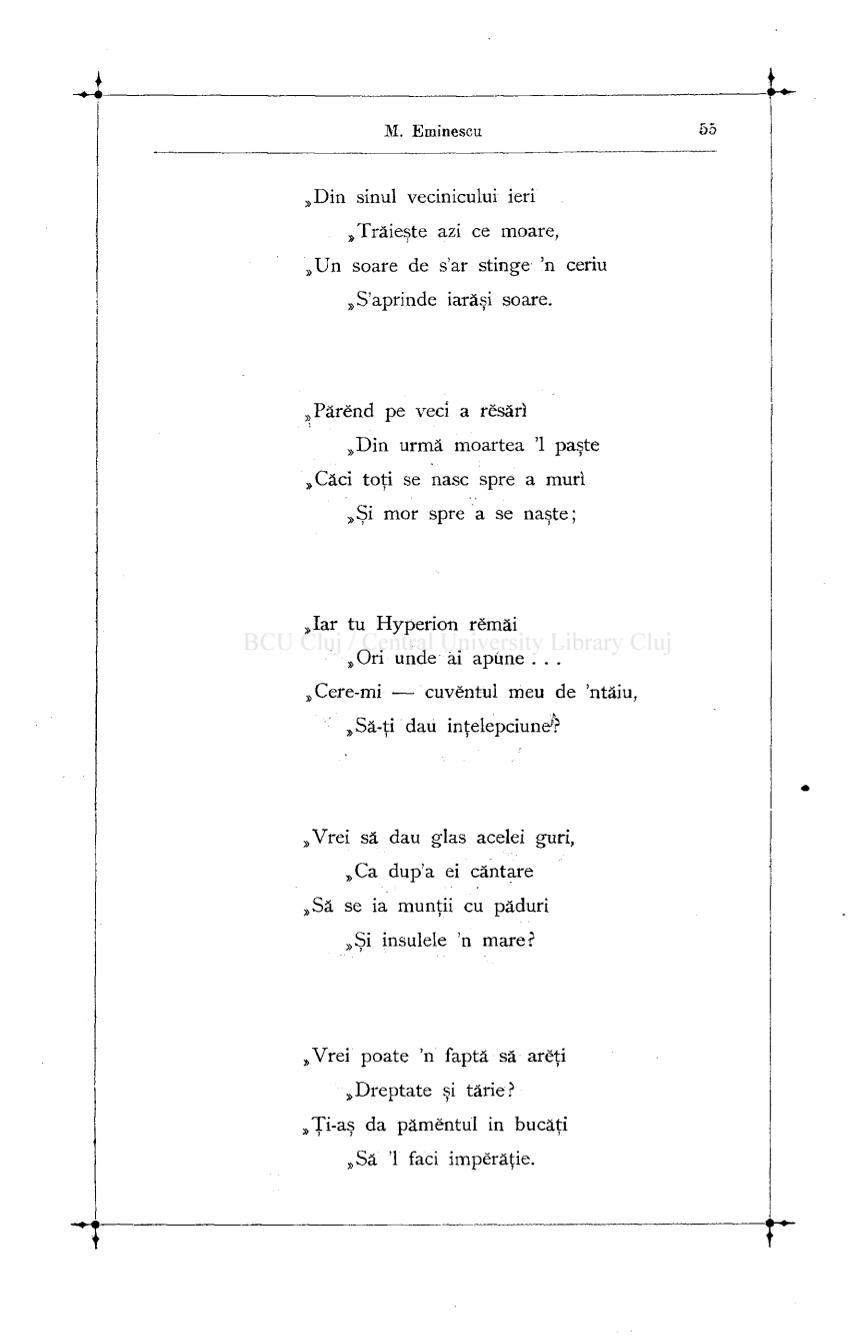 M. Eminescu 55
„Din sinul vecinicului ieri
„Trăiește azi ce moare,
„Un soare de s'ar stinge 'n ceriu
„S'aprinde iarăși soare.
„Părĕnd pe veci a rĕsărì
„Din urmă moartea 'l paște
„Căci toți se nasc spre a murì
„Și mor spre a se naște;
„Iar tu Hyperion rĕmăi
BCU Cluj / Central University Library Cluj
„Ori unde ai apune . . .
„Cere-mi — cuvĕntul meu de 'ntăiu,
„Să-ți dau ințelepciune?
„Vrei să dau glas acelei guri,
„Ca dup'a ei căntare
„Să se ia munții cu păduri
„Și insulele 'n mare?
„Vrei poate 'n faptă să arĕți
„Dreptate și tărie?
„Ți-aș da pămĕntul in bucăți
„Să 'l faci impĕrăție.